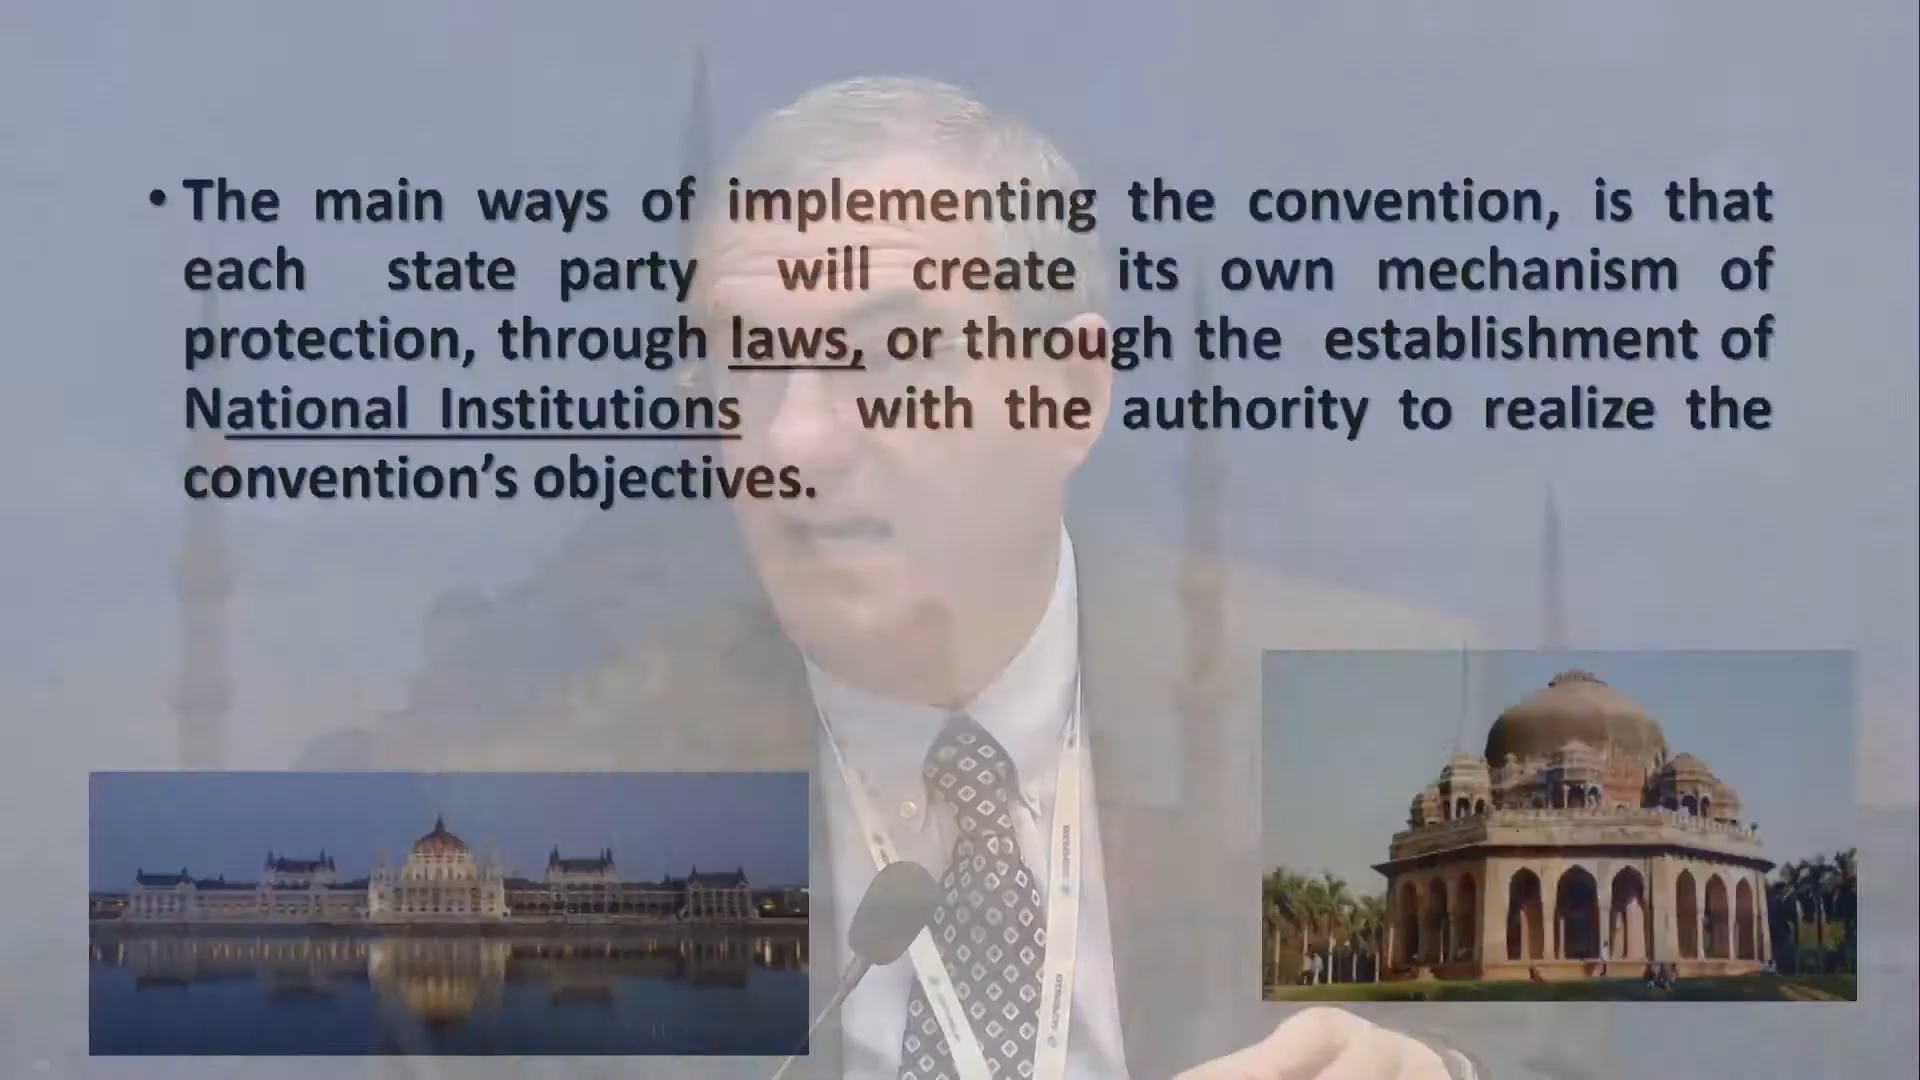 • The main ways of implementing the convention, is that
each state party will create its own mechanism of
protection, through laws, or through the establishment of
National Institutions with the authority to realize the
convention's objectives.